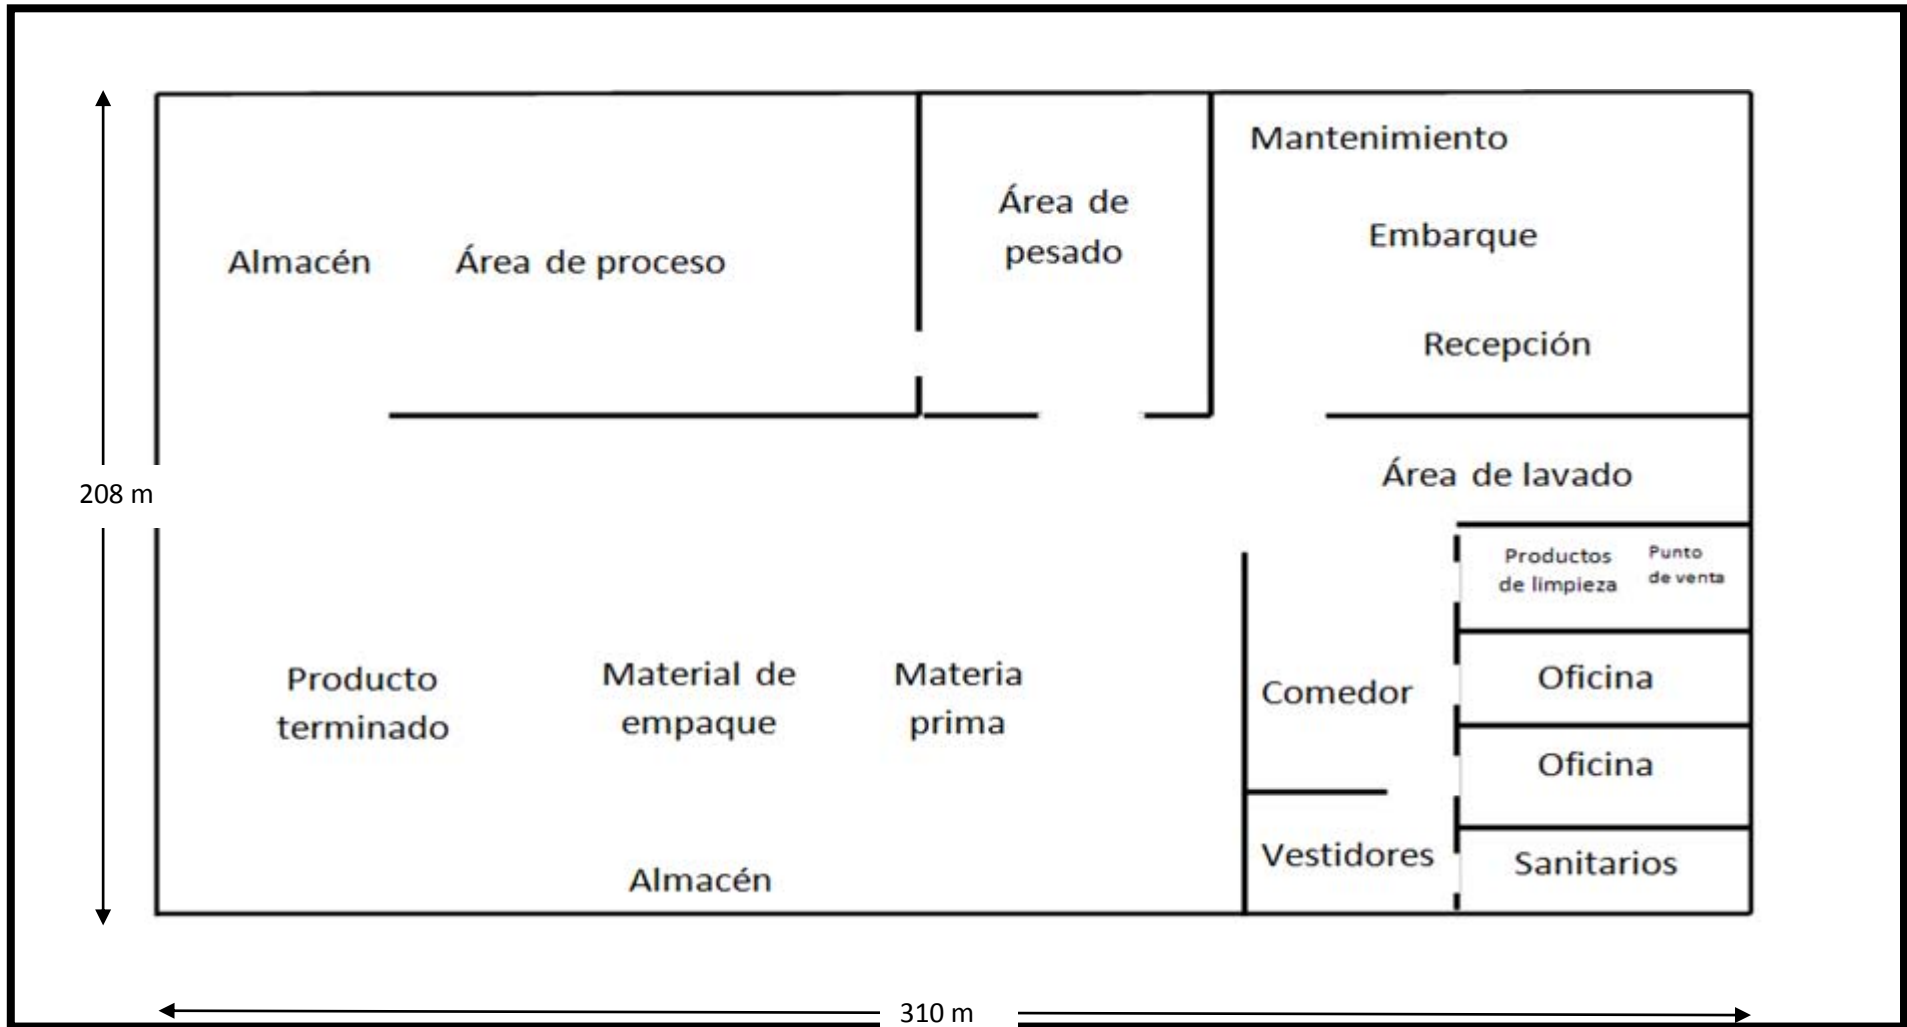 Mantenimiento
Área de
pesado
Embarque
Almacén
Área de proceso
Recepción
Área de lavado
208 m
Productos
de limpieza
Punto
de venta
Producto
terminado
Material de
empaque
Materia
prima
Comedor
Oficina
Oficina
Vestidores
Sanitarios
Almacén
310 m